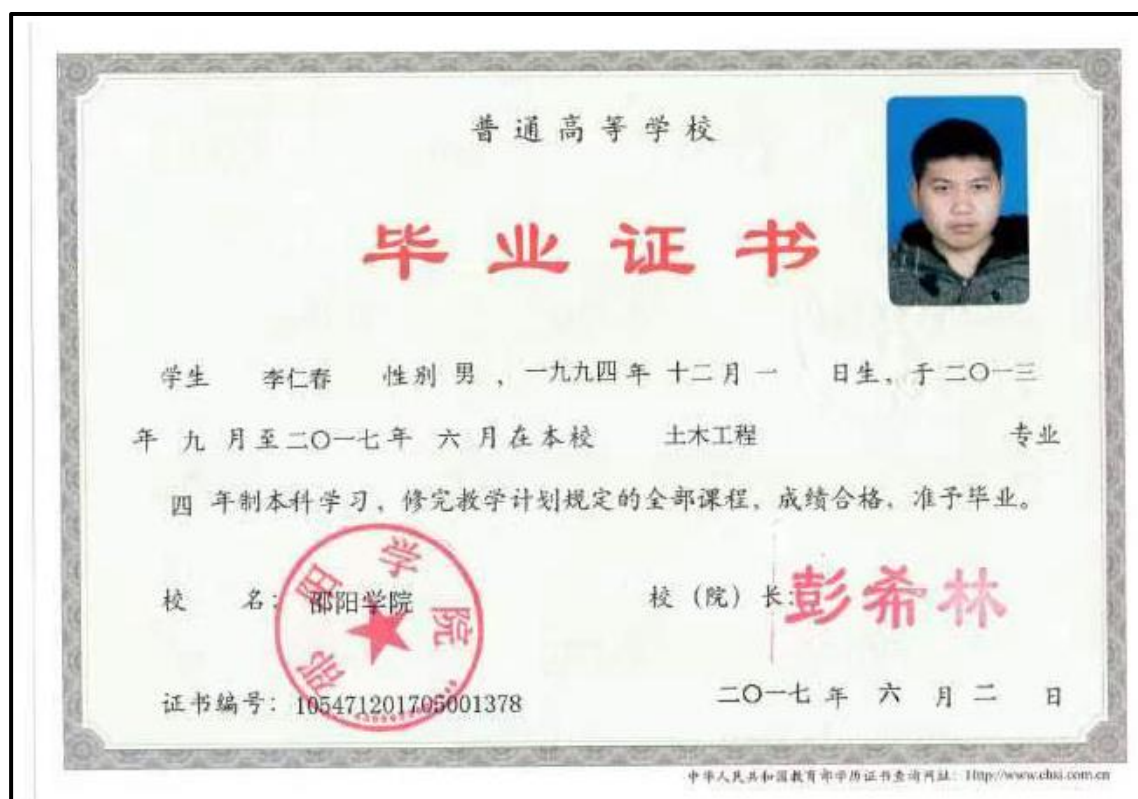 普通高等学校
毕业证书
学生 李仁春 性别 男 ，一九九四 年 十二 月 一 日生，于 二〇一三
年 九 月至 二〇一七 年 六 月在本校 土木工程 专业
四 年制本科学习，修完教学计划规定的全部课程，成绩合格，准予毕业。
校 名：邵阳学院 校（院）长：彭希林
邵阳学院
证书编号：105471201705001378 二〇一七 年 六 月 二 日
中华人民共和国教育部学历证书查询网址：Http://www.chsi.com.cn